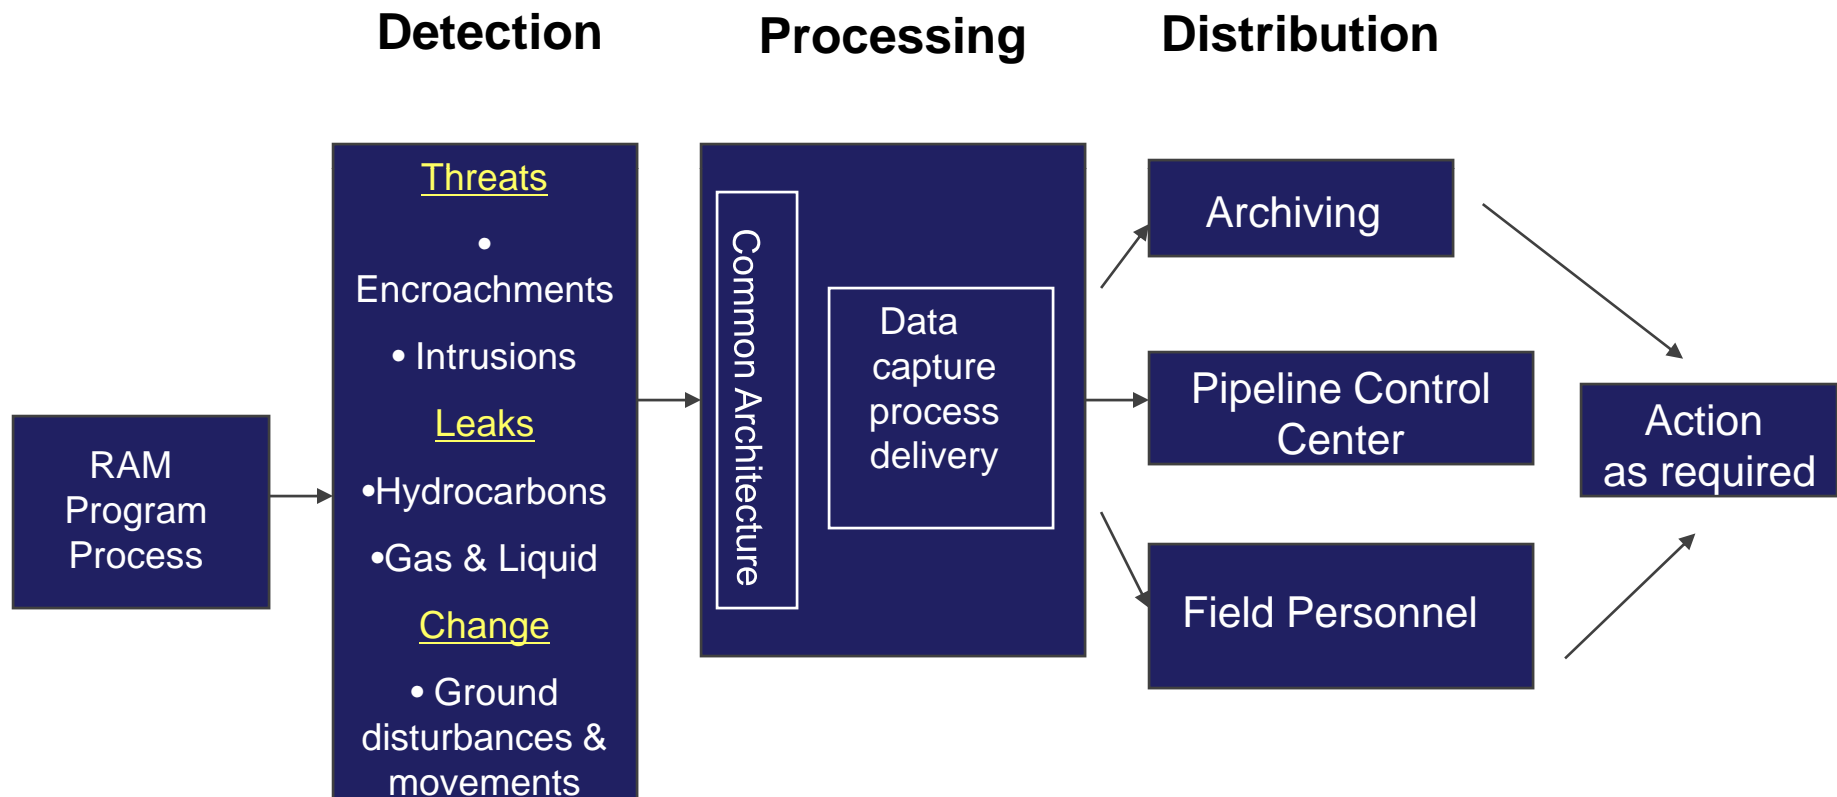 Detection
Processing
Distribution
RAM
Program
Process
Threats
•
Encroachments
• Intrusions
Leaks
•Hydrocarbons
•Gas & Liquid
Change
• Ground
disturbances &
movements
Common Architecture
Data
capture
process
delivery
Archiving
Pipeline Control
Center
Field Personnel
Action
as required